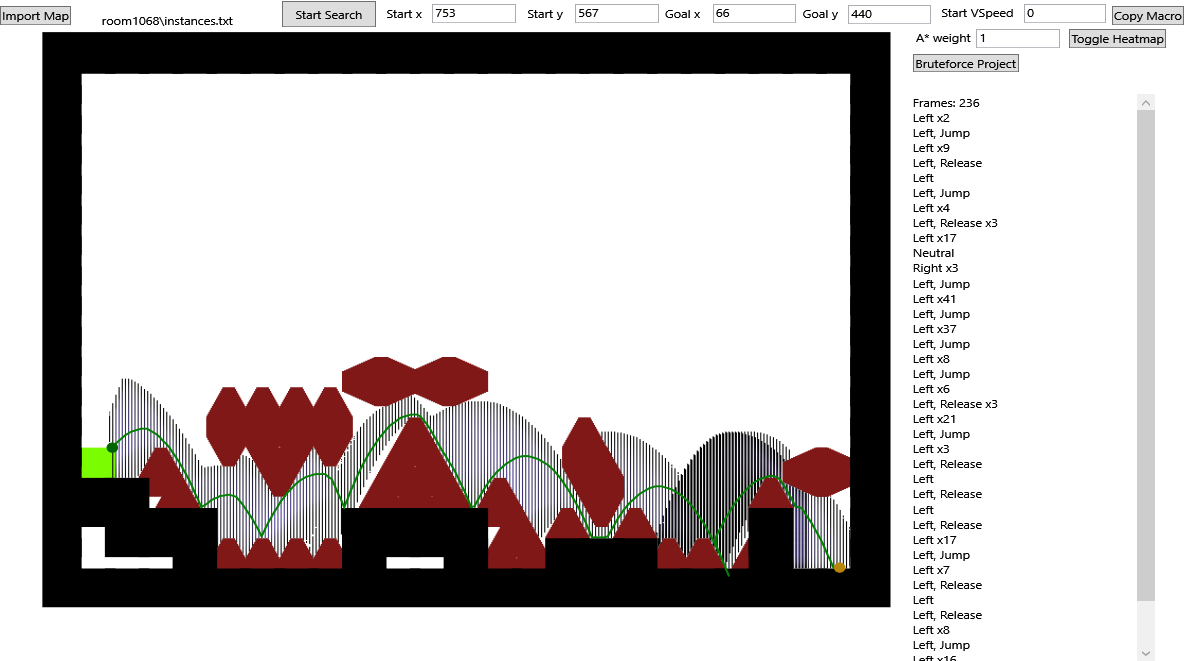 Import Map
room1068\instances.txt
Start Search
Start x 753
Start y 567
Goal x 66
Goal y 440
Start VSpeed 0
Copy Macro
A* weight 1
Toggle Heatmap
Bruteforce Project
Frames: 236
Left x2
Left, Jump
Left x9
Left, Release
Left
Left, Jump
Left x4
Left, Release x3
Left x17
Neutral
Right x3
Left, Jump
Left x41
Left, Jump
Left x37
Left, Jump
Left x8
Left, Jump
Left x6
Left, Release x3
Left x21
Left, Jump
Left x3
Left, Release
Left
Left, Release
Left
Left, Release
Left x17
Left, Jump
Left x7
Left, Release
Left
Left, Release
Left x8
Left, Jump
Left x16